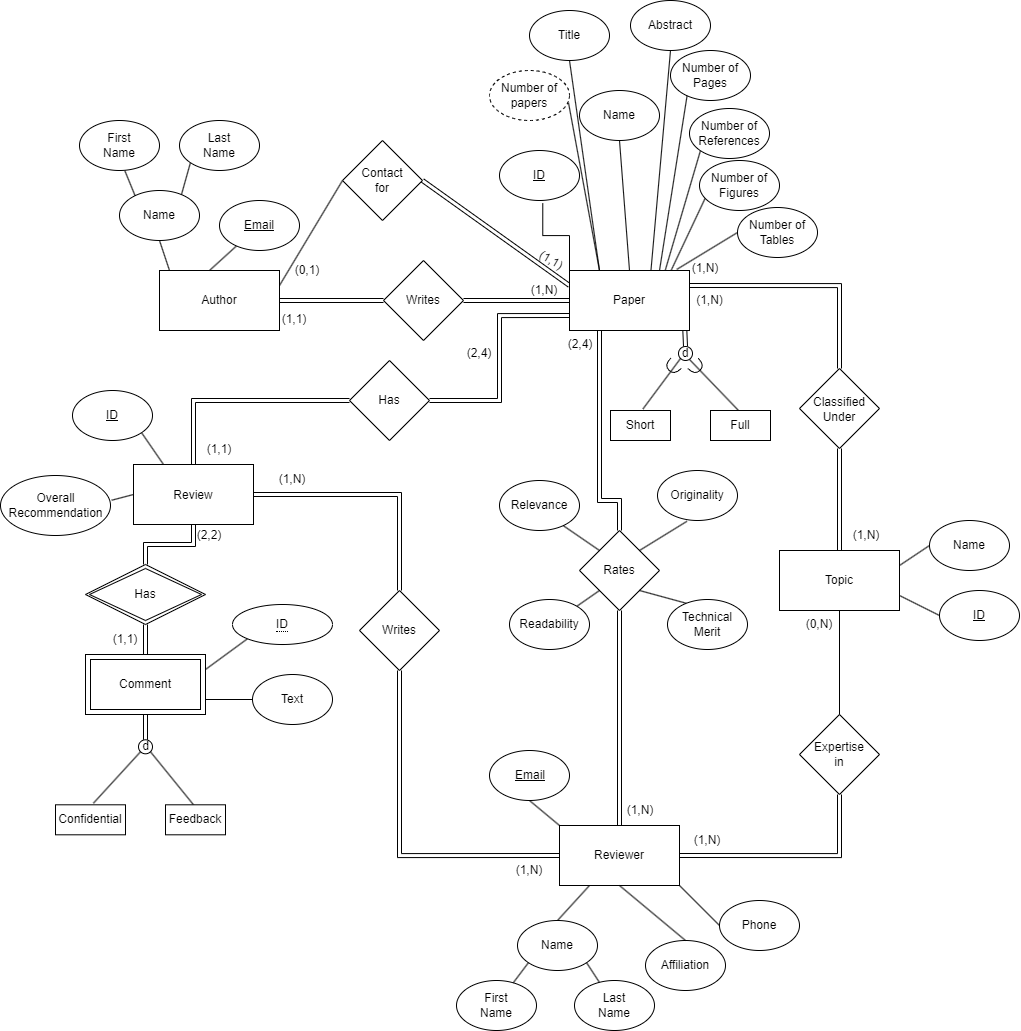 Title
Abstract
Number of
papers
Number of
Pages
Name
Number of
References
First
Name
Last
Name
Contact
for
ID
Number of
Figures
Name
Email
Number of
Tables
(1,1)
(0,1)
(1,N)
(1,N)
Author
Writes
Paper
(1,N)
(1,1)
(2,4)
(2,4)
d
Has
Classified
Under
ID
Short
Full
(1,1)
(1,N)
Review
Overall
Recommendation
Relevance
Originality
(2,2)
(1,N)
Name
Rates
Topic
Has
ID
(1,1)
ID
Readability
Technical
Merit
(0,N)
Writes
Comment
Text
d
Expertise
in
Email
Confidential
Feedback
(1,N)
(1,N)
Reviewer
(1,N)
Phone
Name
Affiliation
First
Name
Last
Name